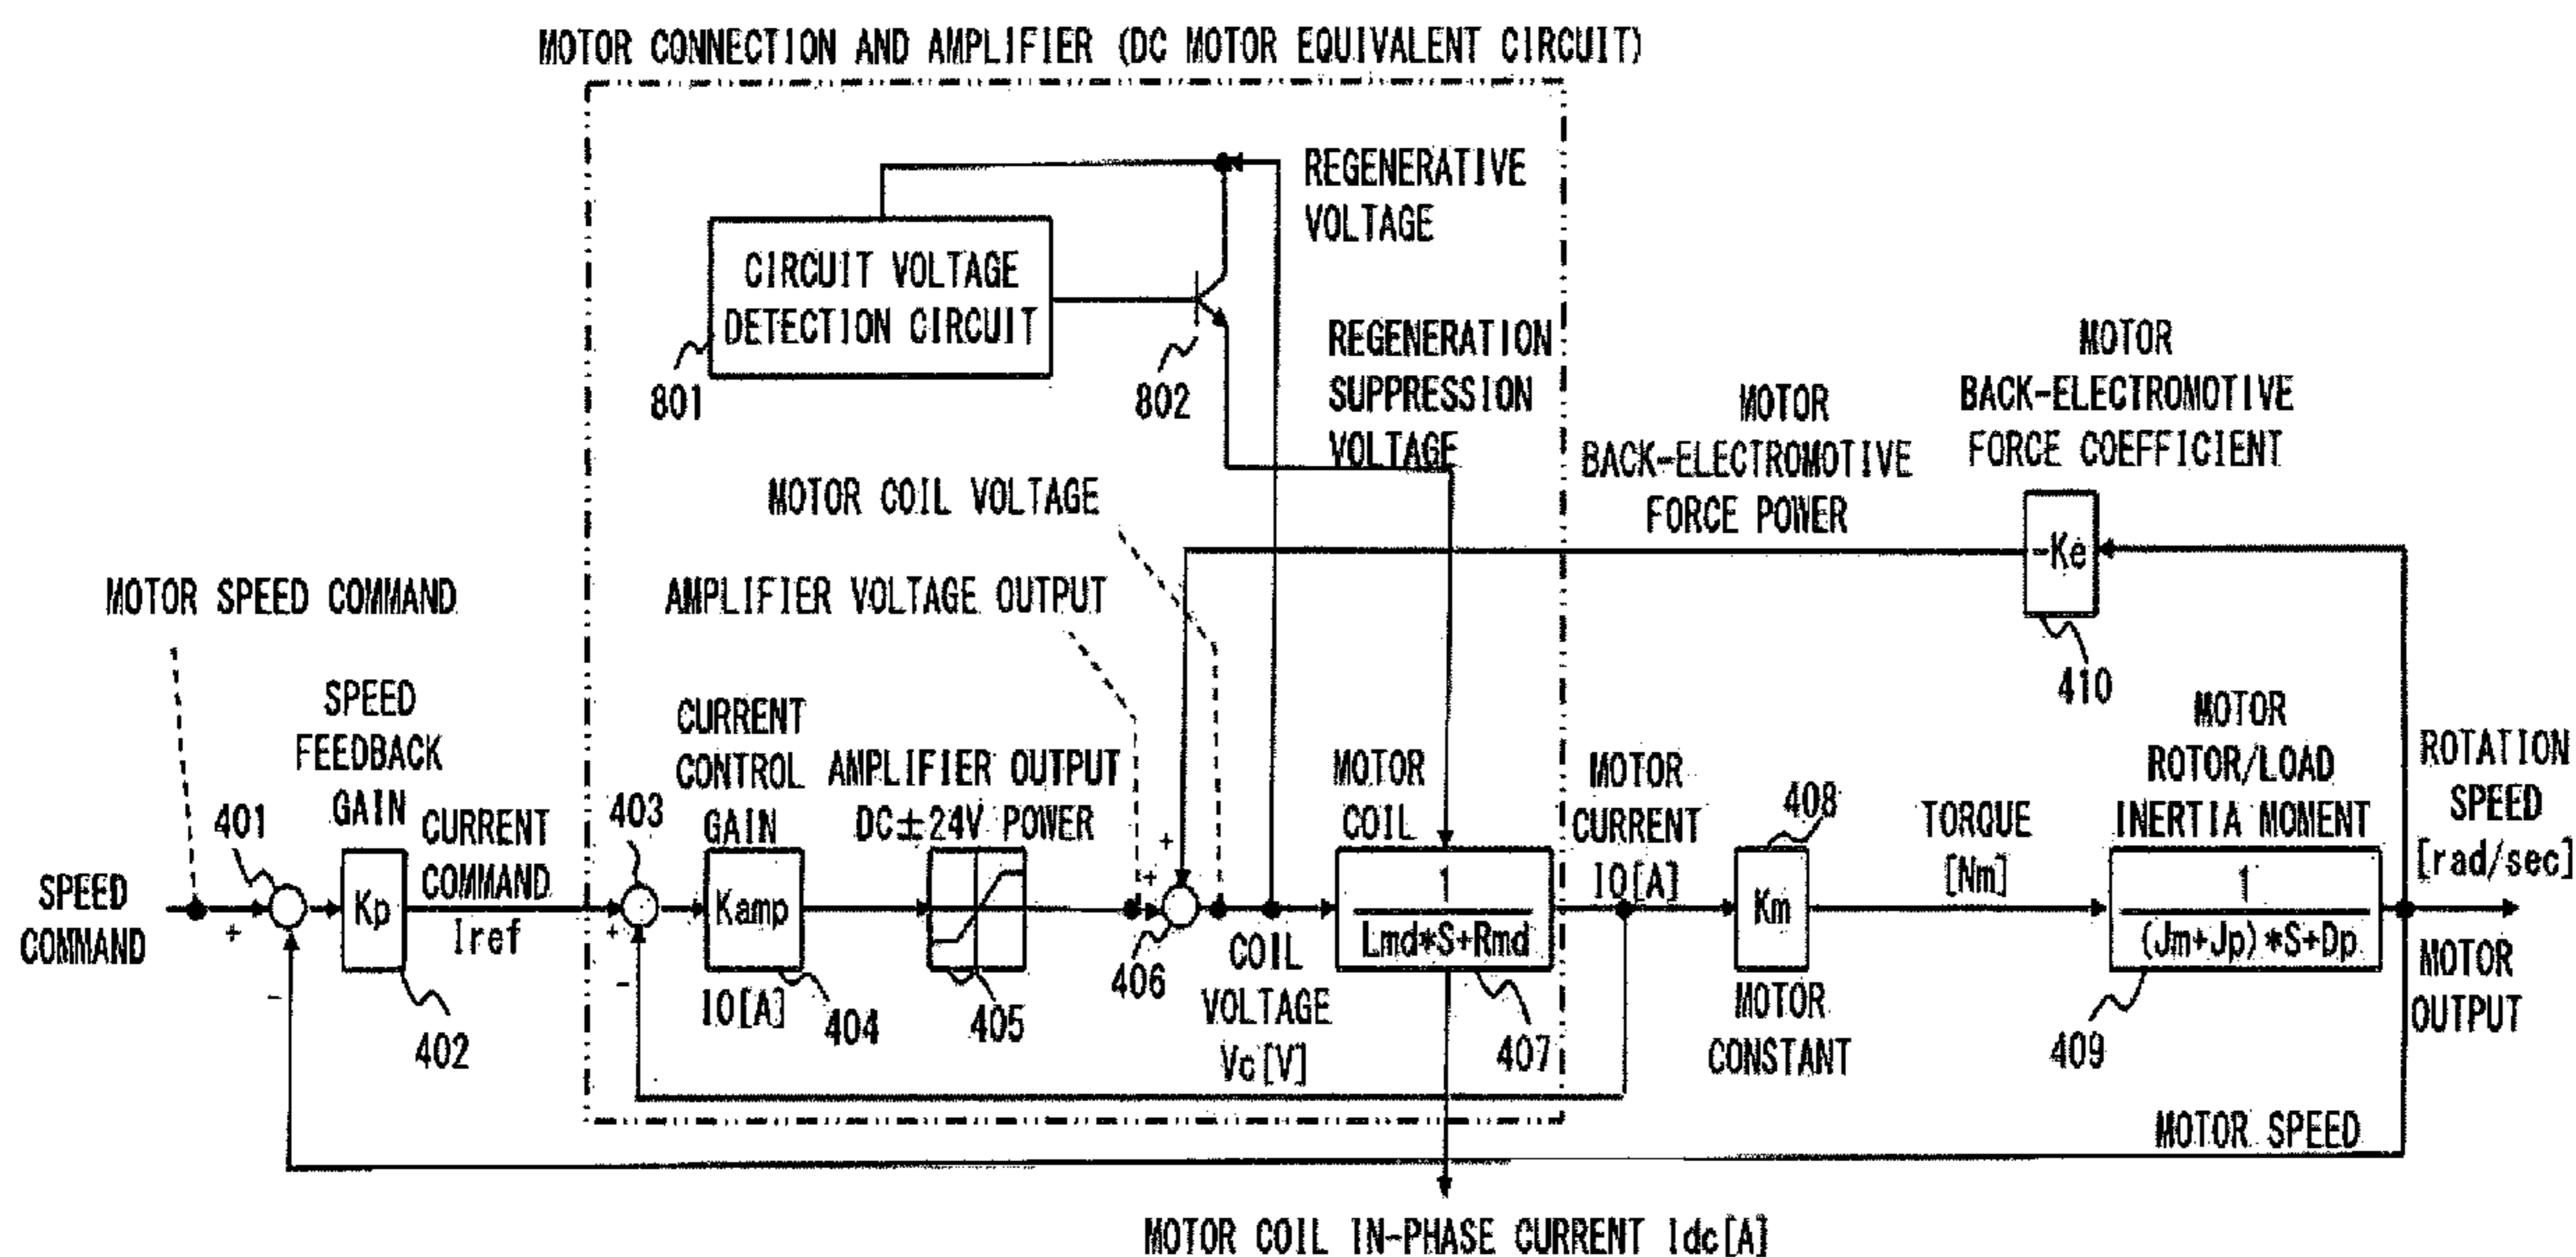 MOTOR CONNECTION AND AMPLIFIER (DC MOTOR EQUIVALENT CIRCUIT)
REGENERATIVE
VOLTAGE
CIRCUIT VOLTAGE
DETECTION CIRCUIT
801
802
REGENERATION
SUPPRESSION
VOLTAGE
MOTOR
BACK-ELECTROMOTIVE
FORCE COEFFICIENT
MOTOR
BACK-ELECTROMOTIVE
FORCE POWER
-Ke
410
MOTOR COIL VOLTAGE
AMPLIFIER VOLTAGE OUTPUT
MOTOR SPEED COMMAND
SPEED
FEEDBACK
GAIN
CURRENT
CONTROL
GAIN
AMPLIFIER OUTPUT
DC±24V POWER
MOTOR
COIL
MOTOR
CURRENT
IQ[A]
408
TORQUE
[Nm]
MOTOR
ROTOR/LOAD
INERTIA MOMENT
ROTATION
SPEED
[rad/sec]
SPEED
COMMAND
401
+
-
Kp
402
CURRENT
COMMAND
Iref
403
+
-
Kamp
IQ[A]
404
405
+
+
406
COIL
VOLTAGE
Vc[V]
1
Lmd*S+Rmd
407
Km
MOTOR
CONSTANT
1
(Jm+Jp)*S+Dp
409
MOTOR
OUTPUT
MOTOR SPEED
MOTOR COIL IN-PHASE CURRENT Idc[A]